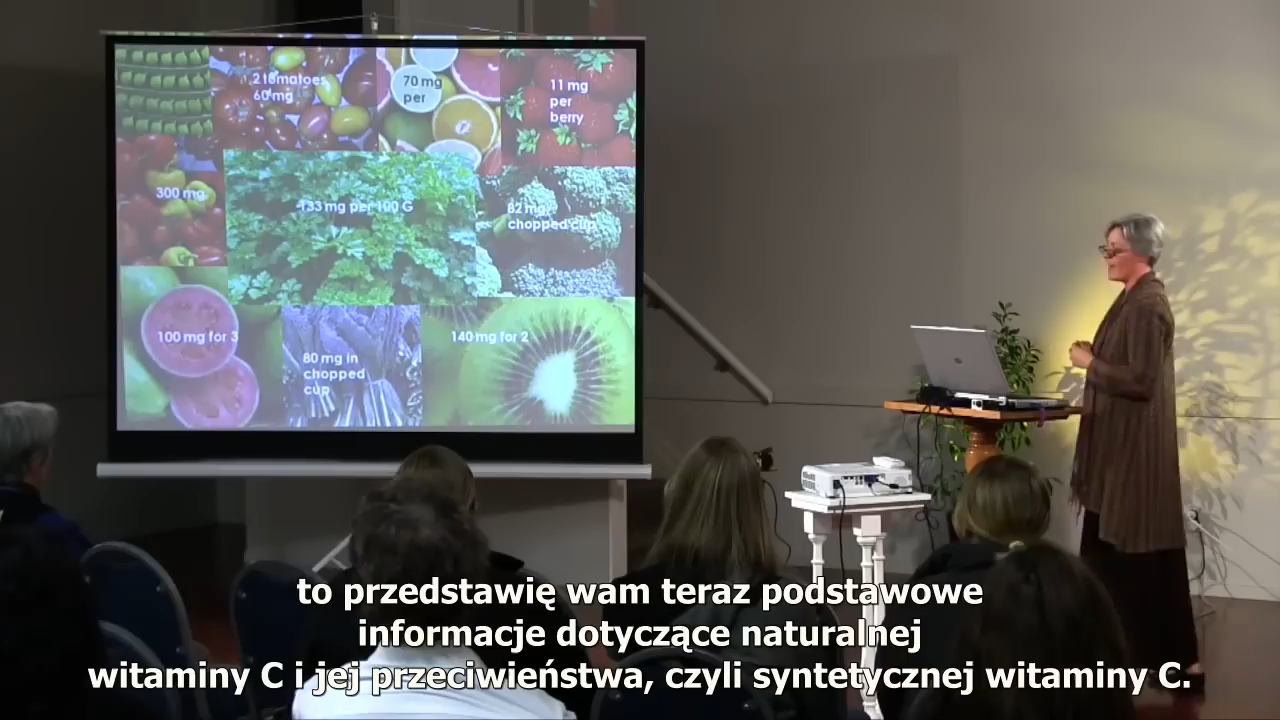 2 tomatoes
60 mg
70 mg
per
11 mg
per
berry
300 mg
133 mg per 100 G
82 mg/
chopped cup
100 mg for 3
80 mg in
chopped
cup
140 mg for 2
to przedstawię wam teraz podstawowe
informacje dotyczące naturalnej
witaminy C i jej przeciwieństwa, czyli syntetycznej witaminy C.